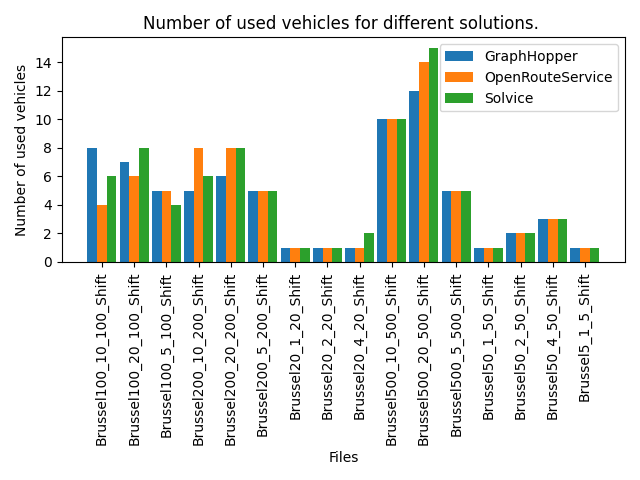 Number of used vehicles for different solutions.
GraphHopper
OpenRouteService
Solvice
Number of used vehicles
14
12
10
8
6
4
2
0
Brussel100_10_100_Shift
Brussel100_20_100_Shift
Brussel100_5_100_Shift
Brussel200_10_200_Shift
Brussel200_20_200_Shift
Brussel200_5_200_Shift
Brussel20_1_20_Shift
Brussel20_2_20_Shift
Brussel20_4_20_Shift
Brussel500_10_500_Shift
Brussel500_20_500_Shift
Brussel500_5_500_Shift
Brussel50_1_50_Shift
Brussel50_2_50_Shift
Brussel50_4_50_Shift
Brussel5_1_5_Shift
Files